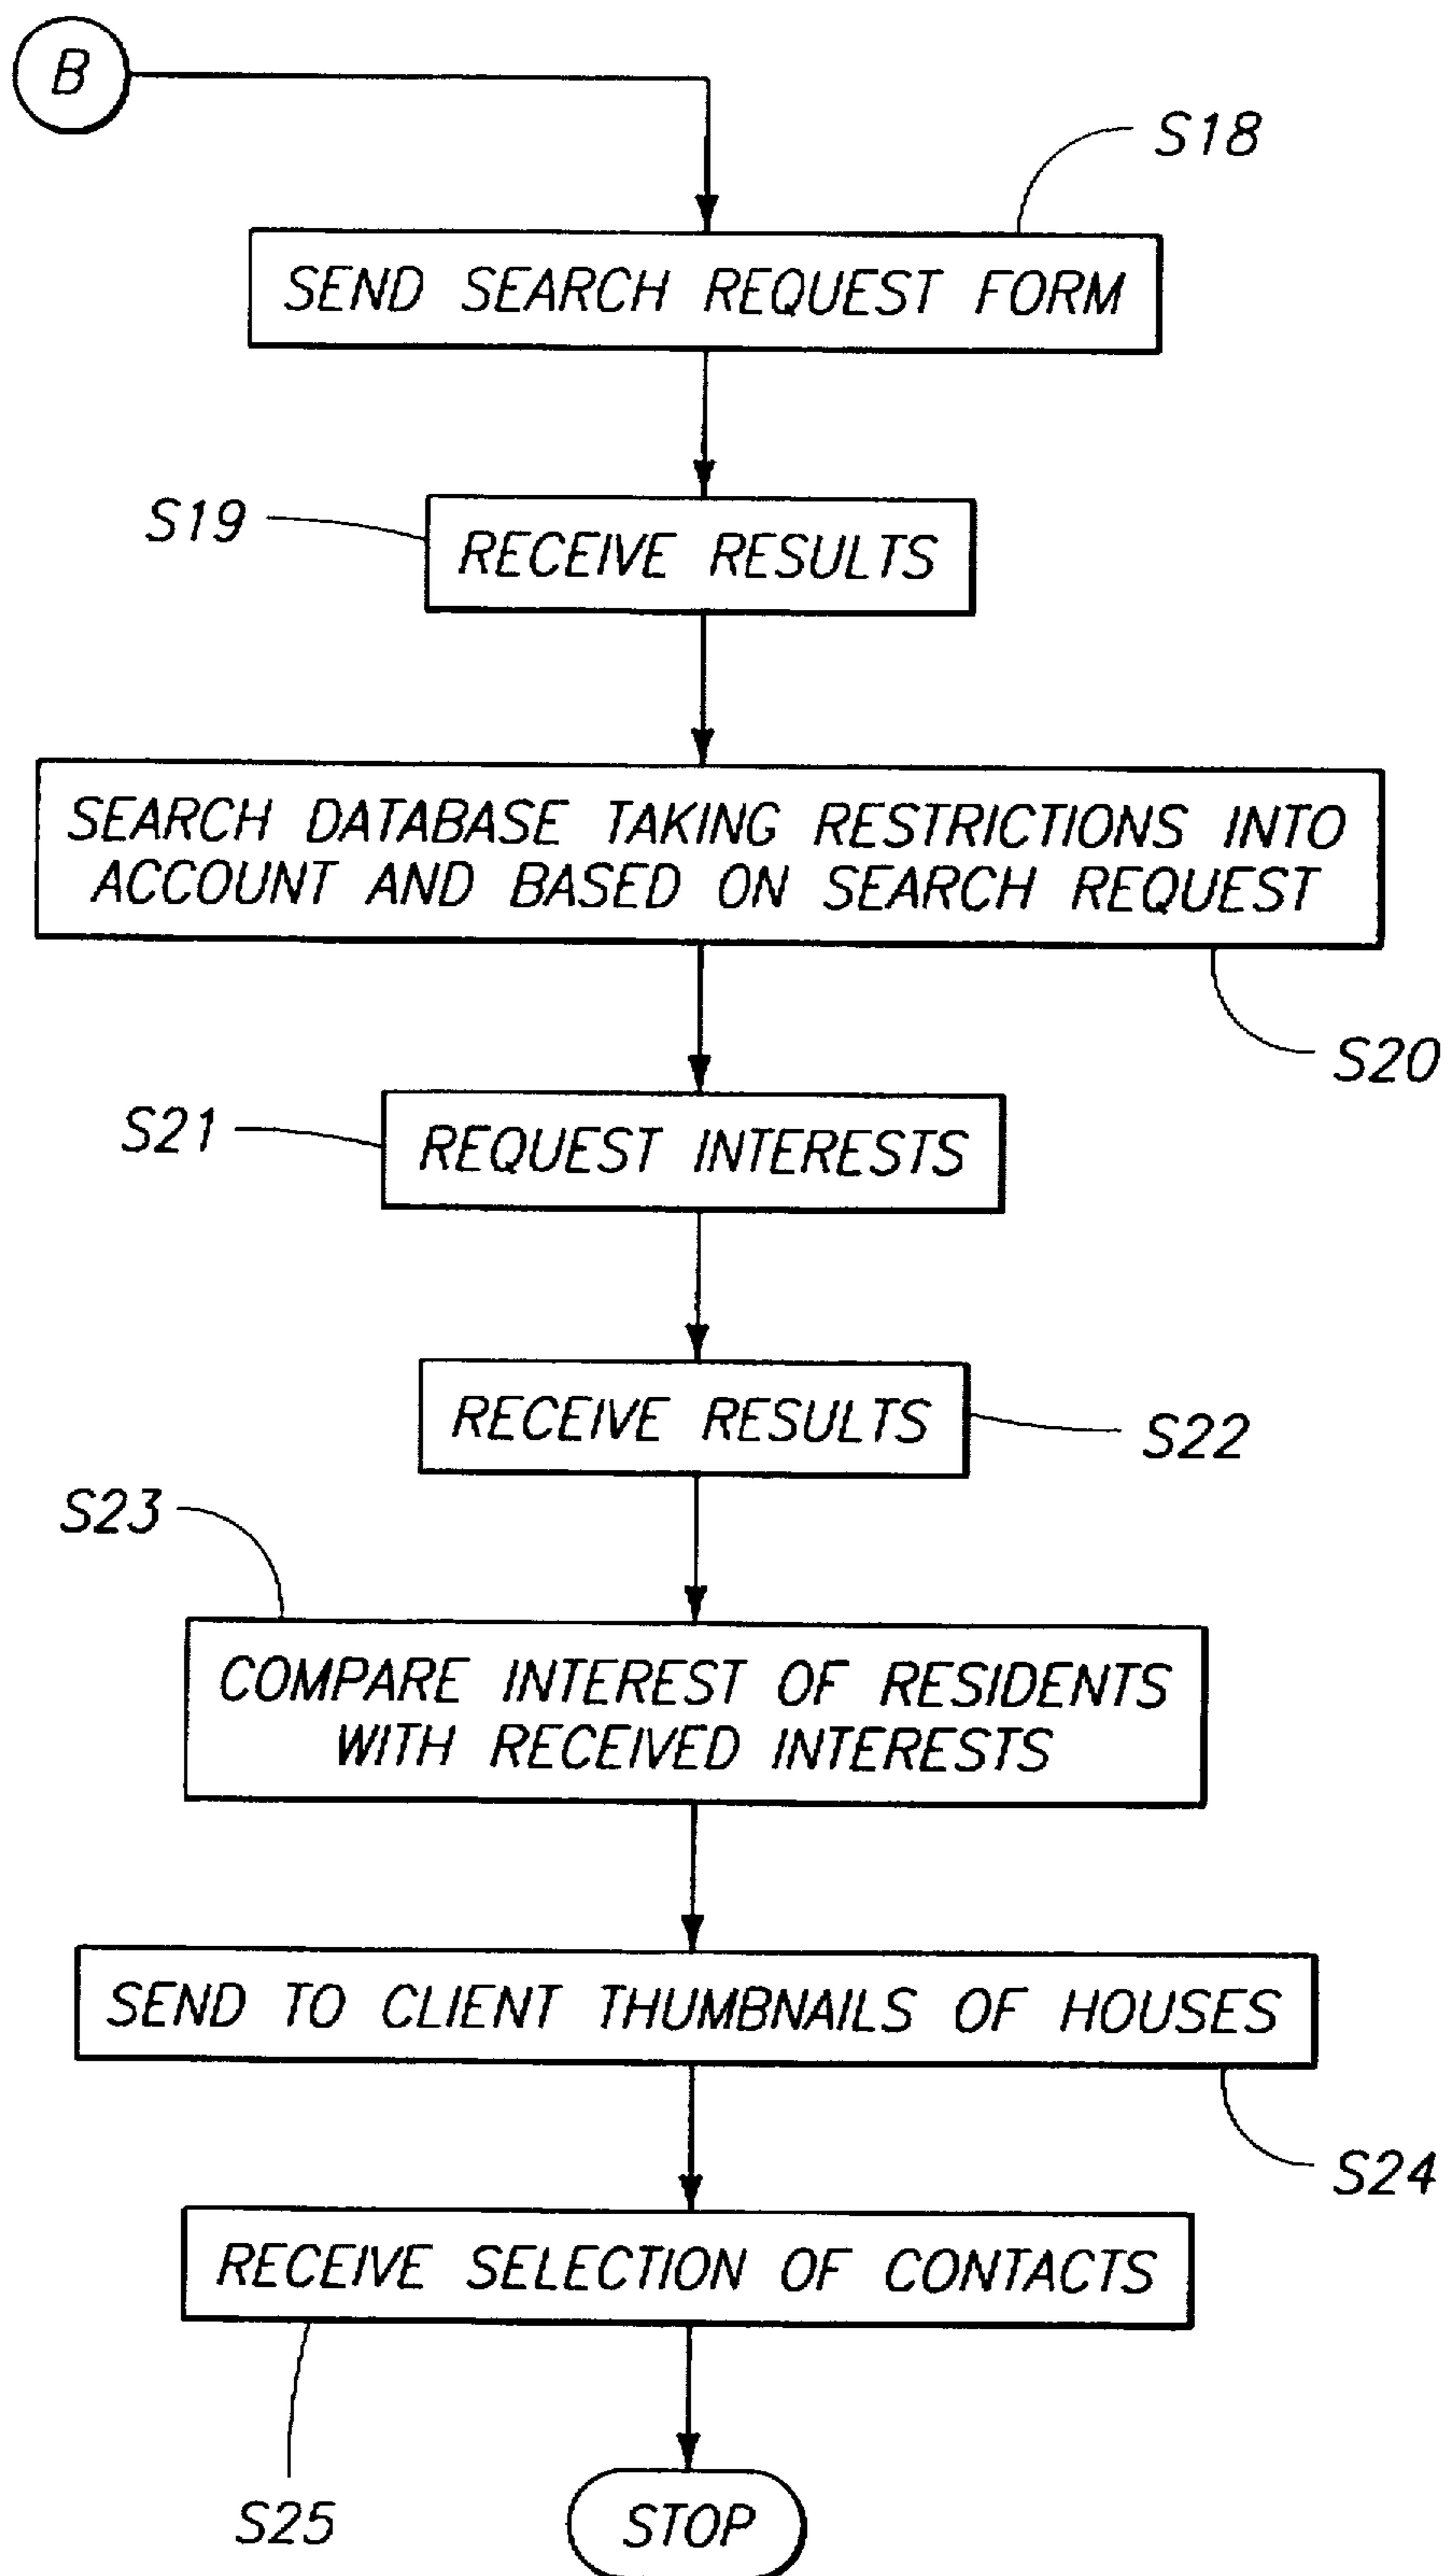 B
S18
SEND SEARCH REQUEST FORM
S19
RECEIVE RESULTS
SEARCH DATABASE TAKING RESTRICTIONS INTO
ACCOUNT AND BASED ON SEARCH REQUEST
S20
S21
REQUEST INTERESTS
RECEIVE RESULTS
S22
S23
COMPARE INTEREST OF RESIDENTS
WITH RECEIVED INTERESTS
SEND TO CLIENT THUMBNAILS OF HOUSES
S24
RECEIVE SELECTION OF CONTACTS
S25
STOP